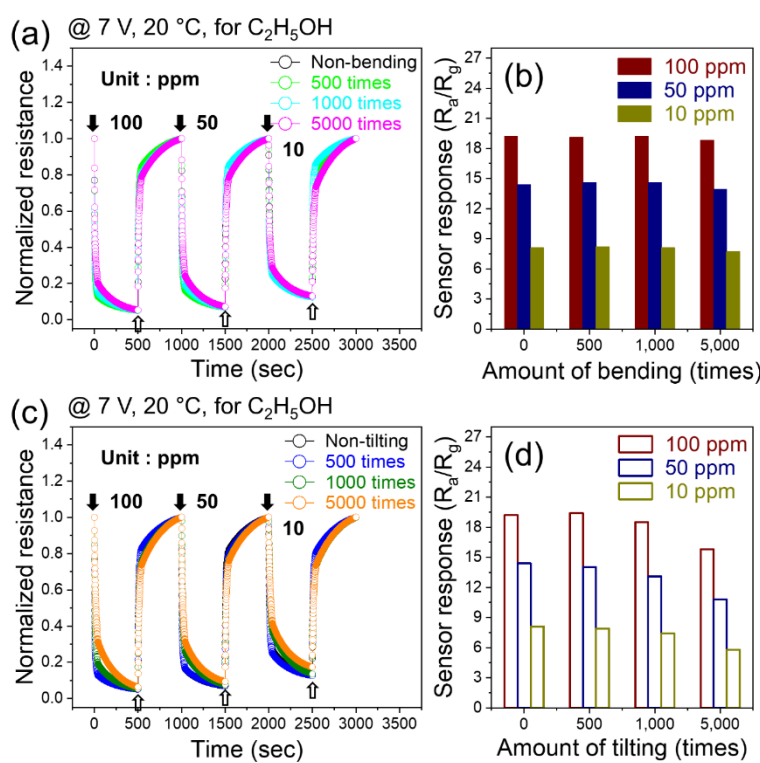 (a) @ 7 V, 20 °C, for C₂H₅OH
Normalized resistance
1.4
1.2
1.0
0.8
0.6
0.4
0.2
0.0
Unit : ppm
Non-bending
500 times
1000 times
5000 times
100
50
10
0 500 1000 1500 2000 2500 3000 3500
Time (sec)
(b)
Sensor response (Rₐ/R₉)
27
24
21
18
15
12
9
6
3
0
100 ppm
50 ppm
10 ppm
0 500 1,000 5,000
Amount of bending (times)
(c) @ 7 V, 20 °C, for C₂H₅OH
Normalized resistance
1.4
1.2
1.0
0.8
0.6
0.4
0.2
0.0
Unit : ppm
Non-tilting
500 times
1000 times
5000 times
100
50
10
0 500 1000 1500 2000 2500 3000 3500
Time (sec)
(d)
Sensor response (Rₐ/R_g)
27
24
21
18
15
12
9
6
3
0
100 ppm
50 ppm
10 ppm
0 500 1,000 5,000
Amount of tilting (times)